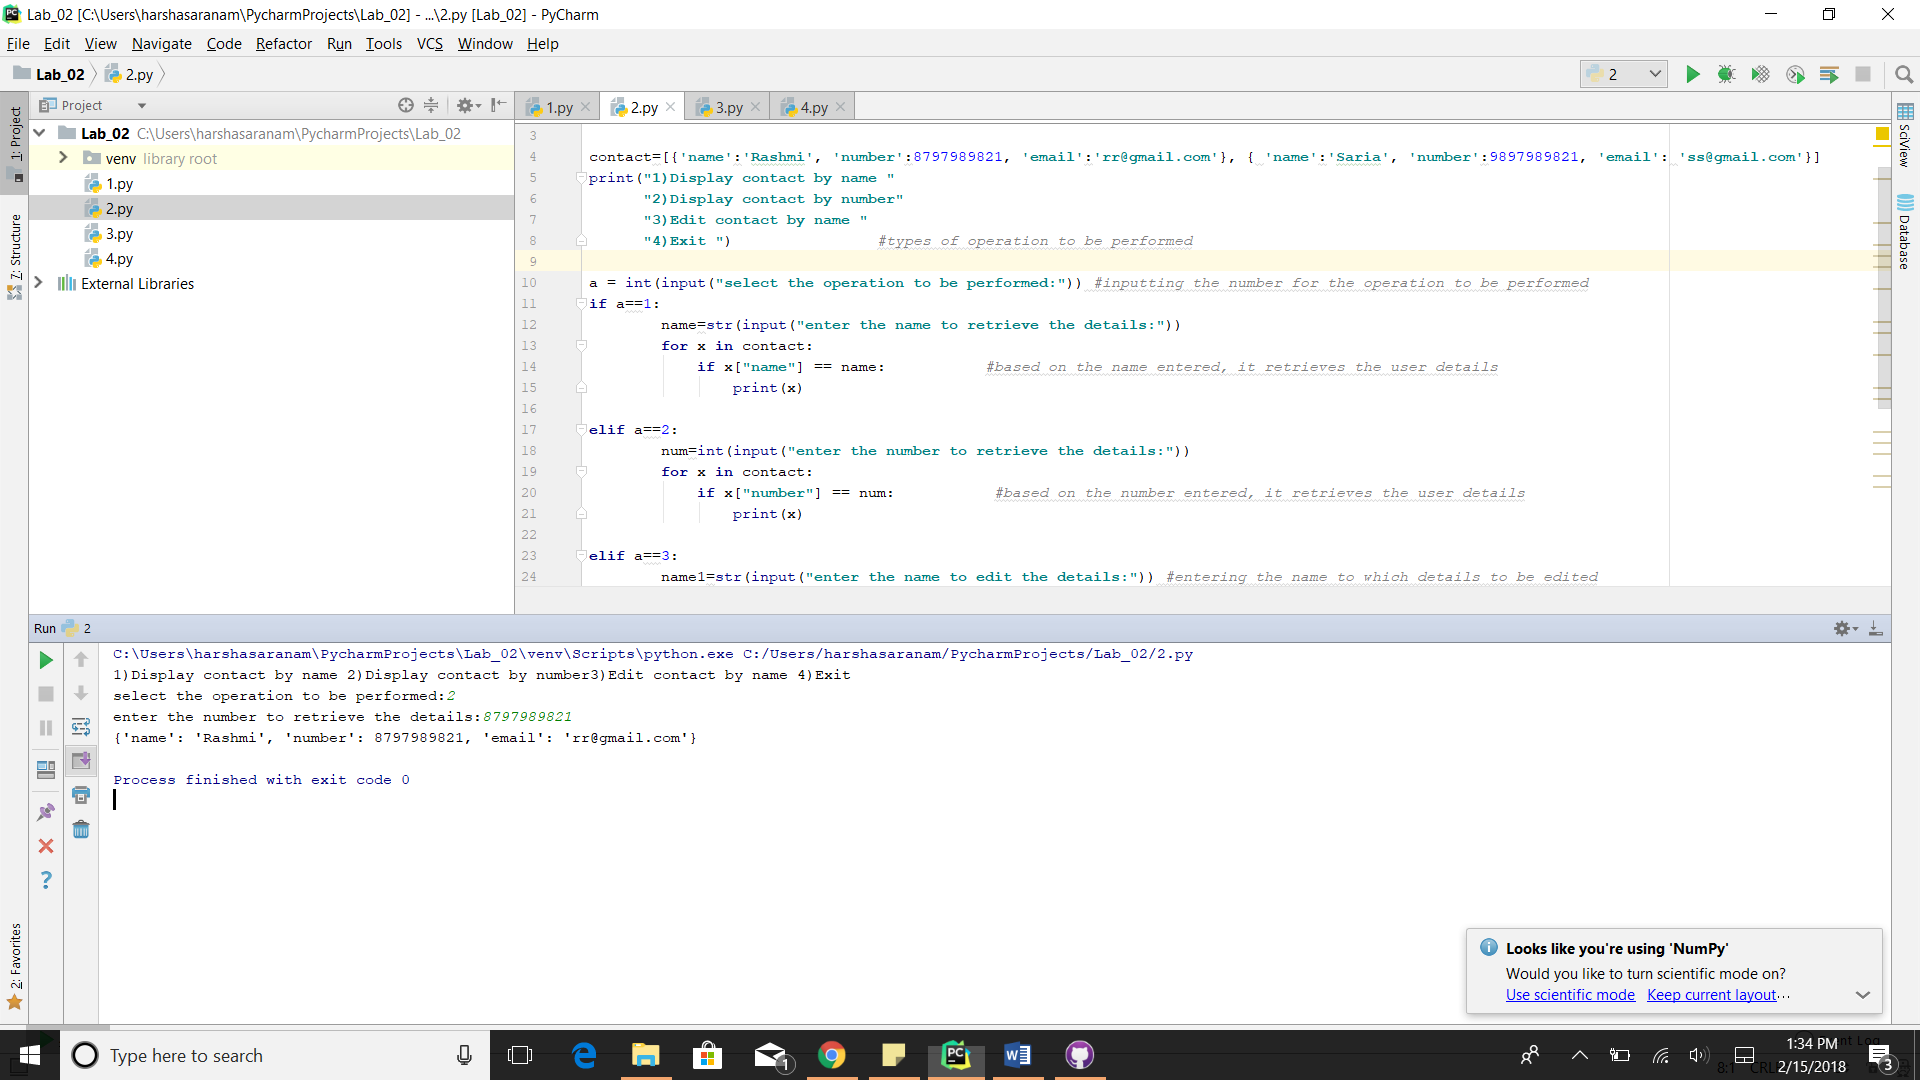 Lab_02 [C:\Users\harshasaranam\PycharmProjects\Lab_02] - ...\2.py [Lab_02] - PyCharm
File Edit View Navigate Code Refactor Run Tools VCS Window Help
Lab_02 2.py 2
1: Project
7: Structure
2: Favorites
Project
Lab_02 C:\Users\harshasaranam\PycharmProjects\Lab_02
venv library root
1.py
2.py
3.py
4.py
External Libraries
1.py 2.py 3.py 4.py
3
4 contact=[{'name':'Rashmi', 'number':8797989821, 'email':'rr@gmail.com'}, { 'name':'Saria', 'number':9897989821, 'email': 'ss@gmail.com'}]
5 print("1)Display contact by name "
6 "2)Display contact by number"
7 "3)Edit contact by name "
8 "4)Exit ") #types of operation to be performed
9
10 a = int(input("select the operation to be performed:")) #inputting the number for the operation to be performed
11 if a==1:
12 name=str(input("enter the name to retrieve the details:"))
13 for x in contact:
14 if x["name"] == name: #based on the name entered, it retrieves the user details
15 print(x)
16
17 elif a==2:
18 num=int(input("enter the number to retrieve the details:"))
19 for x in contact:
20 if x["number"] == num: #based on the number entered, it retrieves the user details
21 print(x)
22
23 elif a==3:
24 name1=str(input("enter the name to edit the details:")) #entering the name to which details to be edited
SciView
Database
Run 2
C:\Users\harshasaranam\PycharmProjects\Lab_02\venv\Scripts\python.exe C:/Users/harshasaranam/PycharmProjects/Lab_02/2.py
1)Display contact by name 2)Display contact by number3)Edit contact by name 4)Exit
select the operation to be performed:2
enter the number to retrieve the details:8797989821
{'name': 'Rashmi', 'number': 8797989821, 'email': 'rr@gmail.com'}
Process finished with exit code 0
Looks like you're using 'NumPy'
Would you like to turn scientific mode on?
Use scientific mode Keep current layout...
Type here to search
1
1:34 PM
2/15/2018
3
8:1